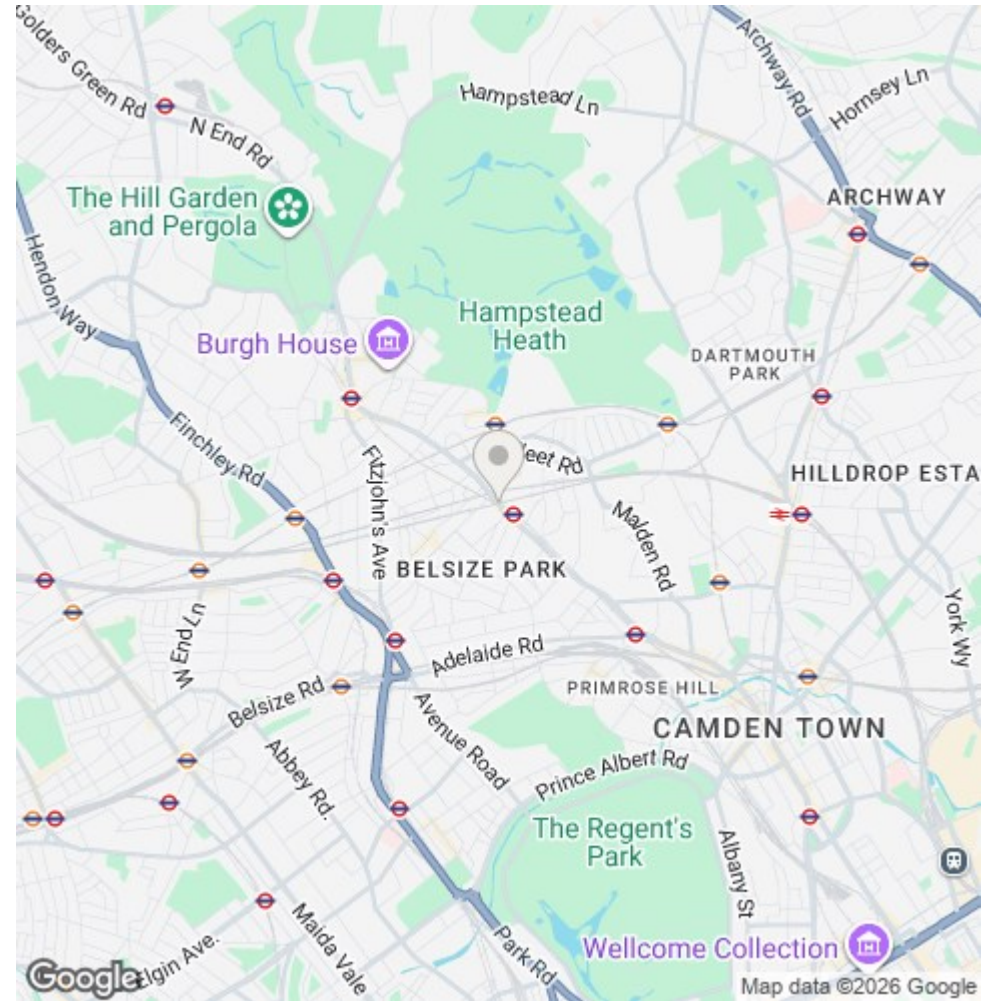 Golders Green Rd
N End Rd
Hampstead Ln
Archway Rd
Hornsey Ln
The Hill Garden
and Pergola
ARCHWAY
Hendon Way
Hampstead
Heath
Burgh House
DARTMOUTH
PARK
Finchley Rd
Fitzjohn's Ave
eet Rd
HILLDROP ESTA
Malden Rd
BELSIZE PARK
W End Ln
York Wy
Adelaide Rd
Belsize Rd
PRIMROSE HILL
CAMDEN TOWN
Avenue Road
Abbey Rd.
Prince Albert Rd
The Regent's
Park
Albany St
Maida Vale
Elgin Ave.
Park Rd
Wellcome Collection
Google
Map data ©2026 Google